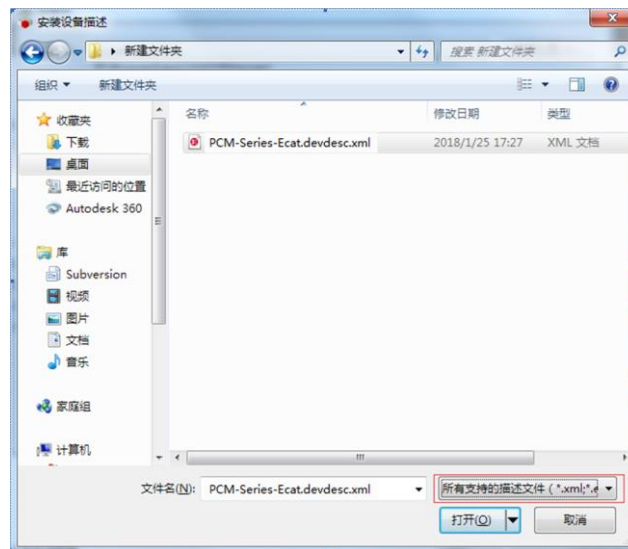 安装设备描述
新建文件夹
搜索 新建文件夹
组织
新建文件夹
收藏夹
下载
桌面
最近访问的位置
Autodesk 360
库
Subversion
视频
图片
文档
音乐
家庭组
计算机
名称
修改日期
类型
PCM-Series-Ecat.devdesc.xml
2018/1/25 17:27
XML 文档
文件名(N):
PCM-Series-Ecat.devdesc.xml
所有支持的描述文件 ( *.xml;*.e
打开(O)
取消